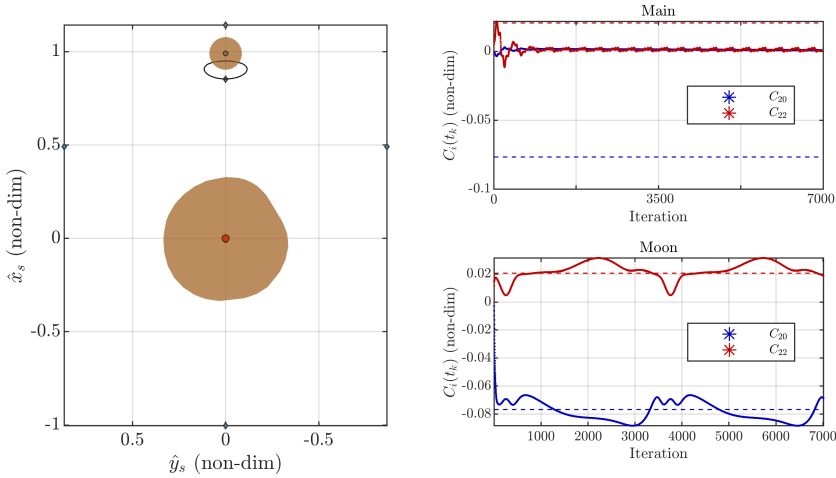 1
0.5
0
-0.5
-1
0.5
0
-0.5
x̂ₛ (non-dim)
ŷₛ (non-dim)
Main
0
-0.05
-0.1
0
3500
7000
Cᵢ(tₖ) (non-dim)
Iteration
C₂₀
C₂₂
Moon
0.02
0
-0.02
-0.04
-0.06
-0.08
1000
2000
3000
4000
5000
6000
7000
Cᵢ(tₖ) (non-dim)
Iteration
C₂₀
C₂₂